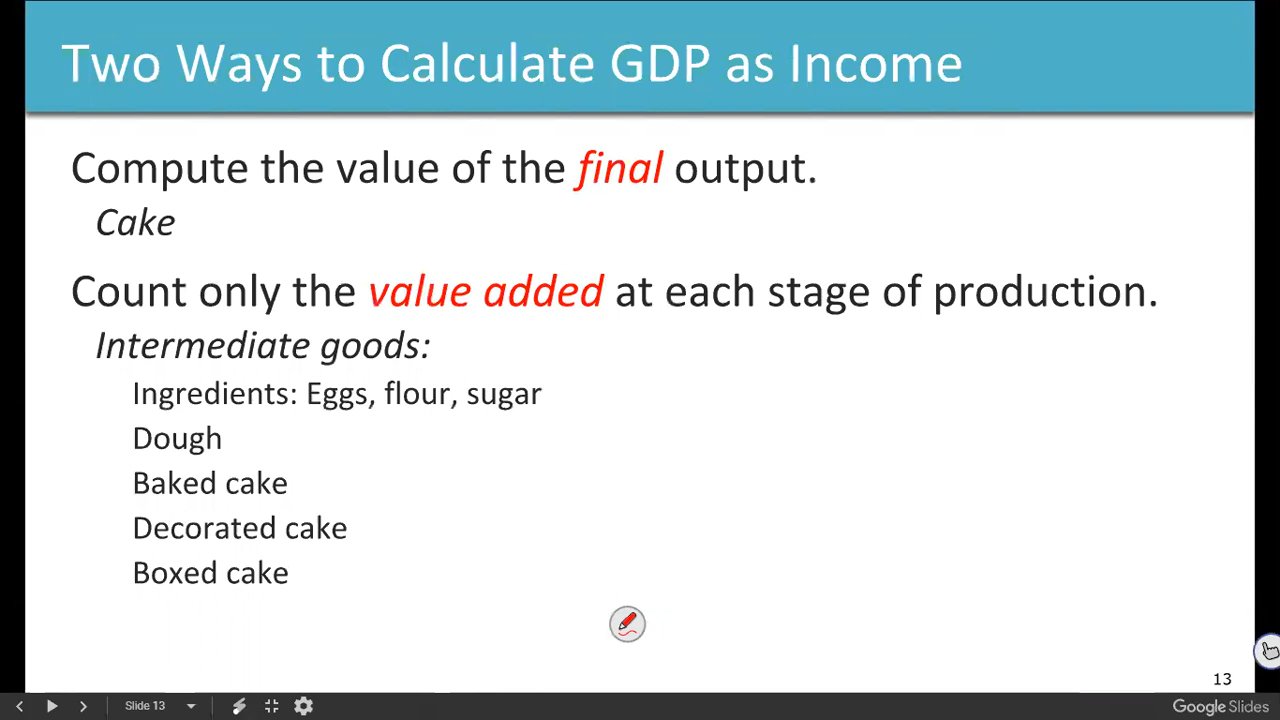 Two Ways to Calculate GDP as Income
Compute the value of the final output.
Cake
Count only the value added at each stage of production.
Intermediate goods:
Ingredients: Eggs, flour, sugar
Dough
Baked cake
Decorated cake
Boxed cake
13
Slide 13
Google Slides